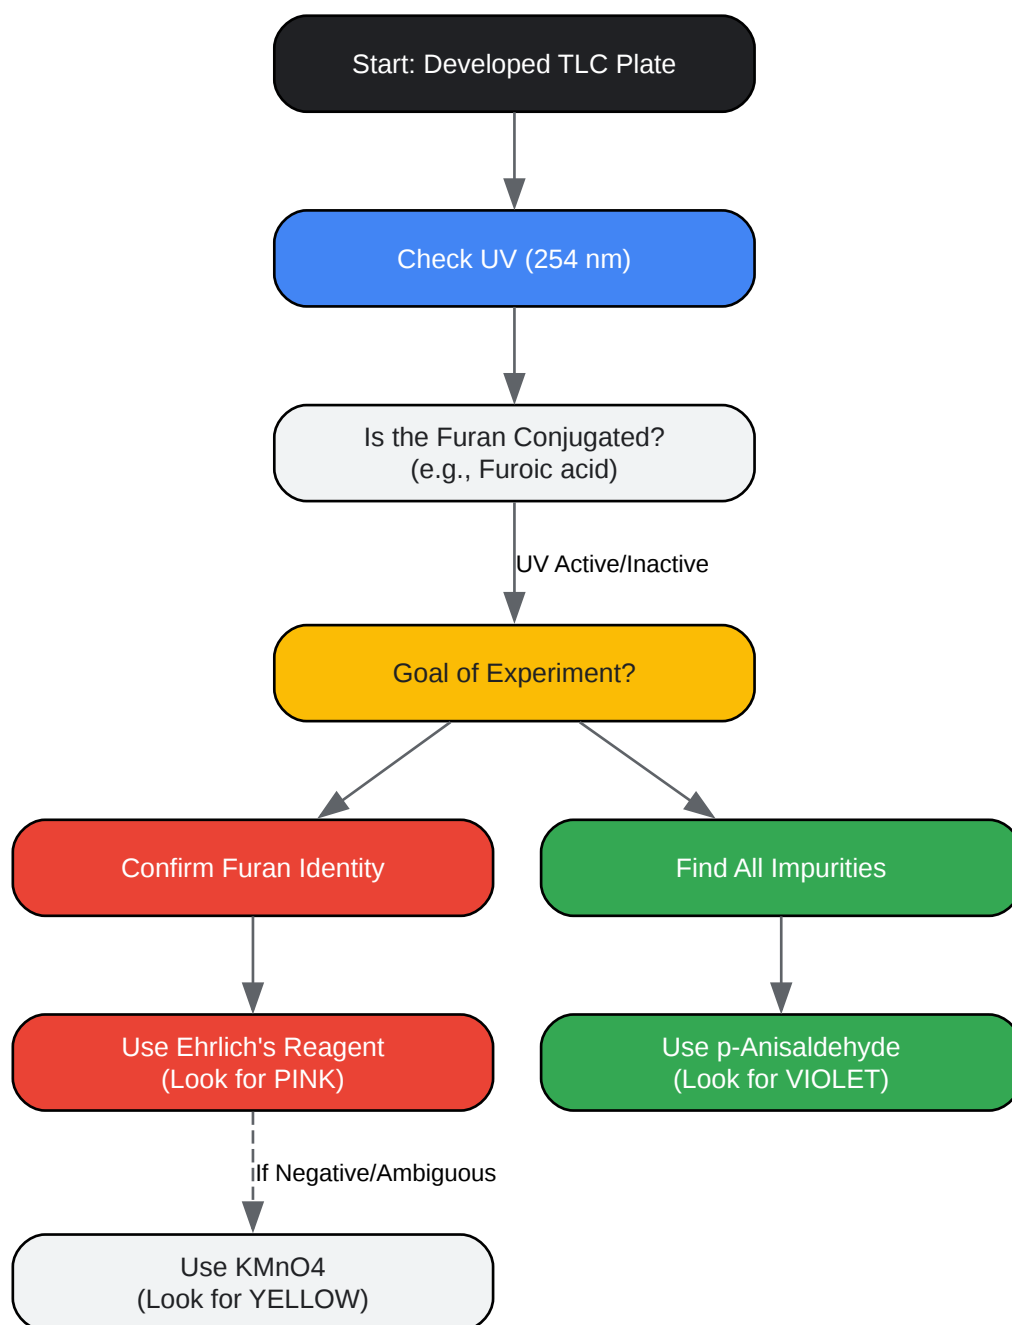 Start: Developed TLC Plate
Check UV (254 nm)
Is the Furan Conjugated?
(e.g., Furoic acid)
UV Active/Inactive
Goal of Experiment?
Confirm Furan Identity
Find All Impurities
Use Ehrlich's Reagent
(Look for PINK)
Use p-Anisaldehyde
(Look for VIOLET)
If Negative/Ambiguous
Use KMnO4
(Look for YELLOW)